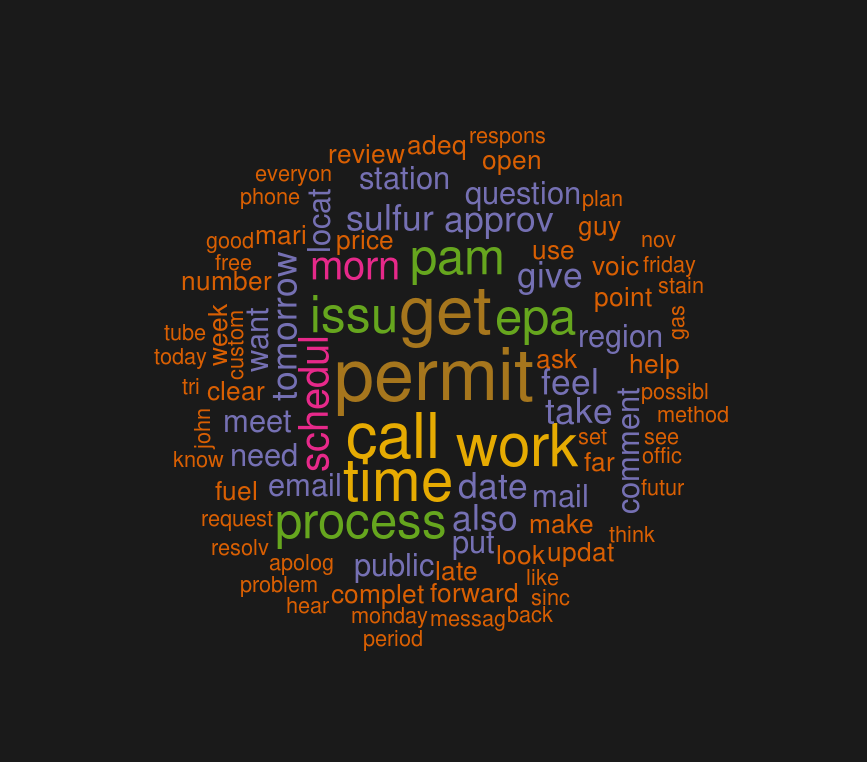 respons
review adeq
open
everyon station
phone locat question plan
sulfur approv guy
good mari price nov
free morn pam use voic friday
number tomorrow give point stain
week custom want issu get epa region gas
tube
today schedul permit ask feel help
tri clear take comment possibl
john meet call work set see method
know need far offic
fuel email time date mail futur
request process also make
resolv put look updat think
apolog public late
problem like
hear complet forward sinc
monday messag back
period